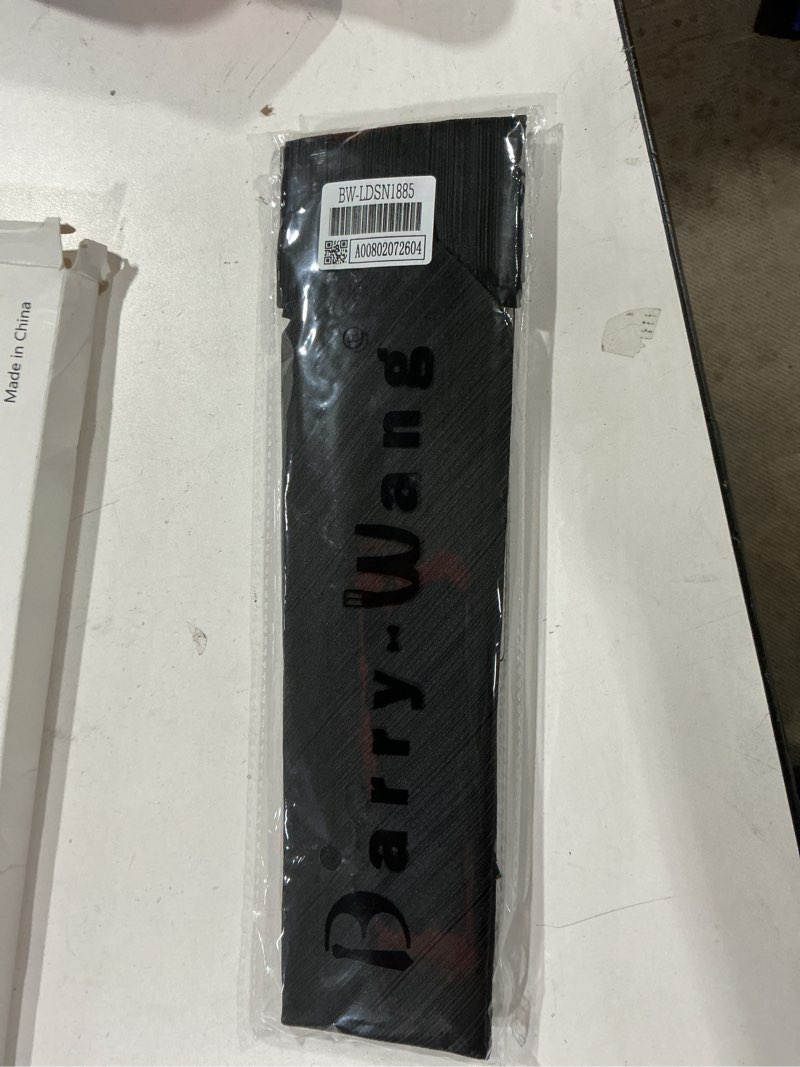 BW-LDSN1885
A00802072604
Barry-Wang
Made in China